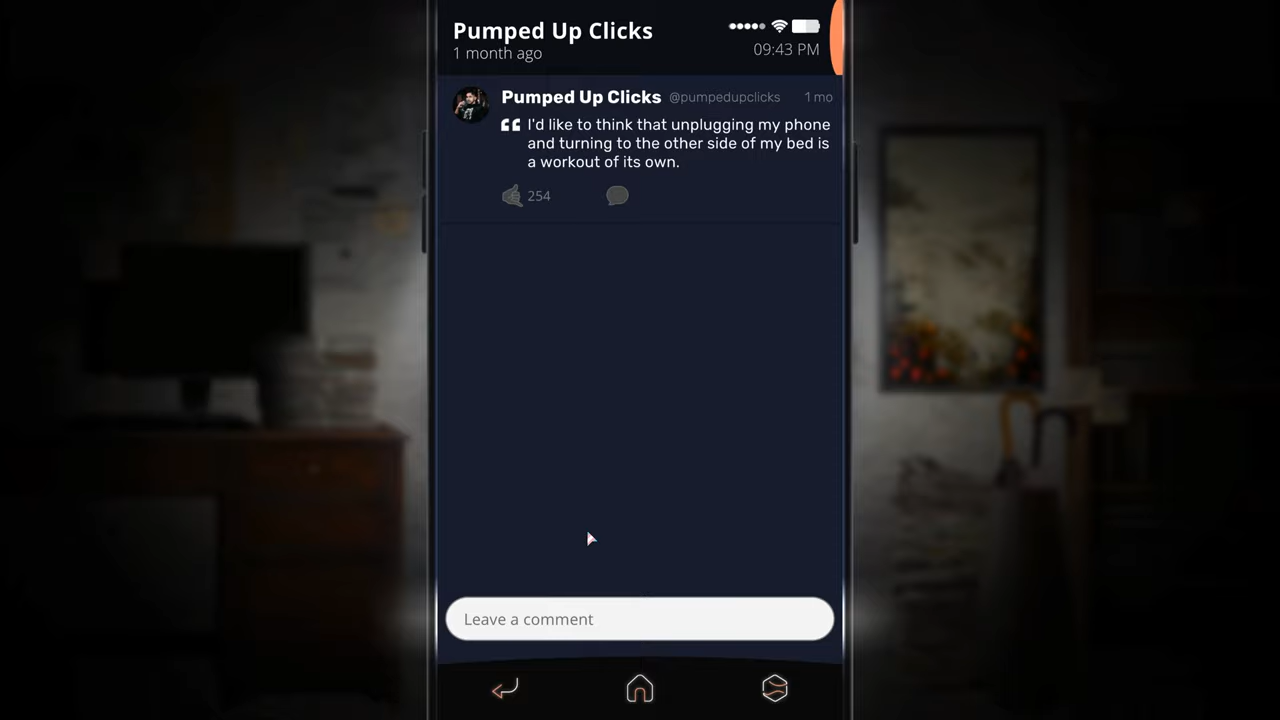 Pumped Up Clicks
1 month ago
09:43 PM
Pumped Up Clicks @pumpedupclicks 1 mo
I'd like to think that unplugging my phone
and turning to the other side of my bed is
a workout of its own.
254
Leave a comment